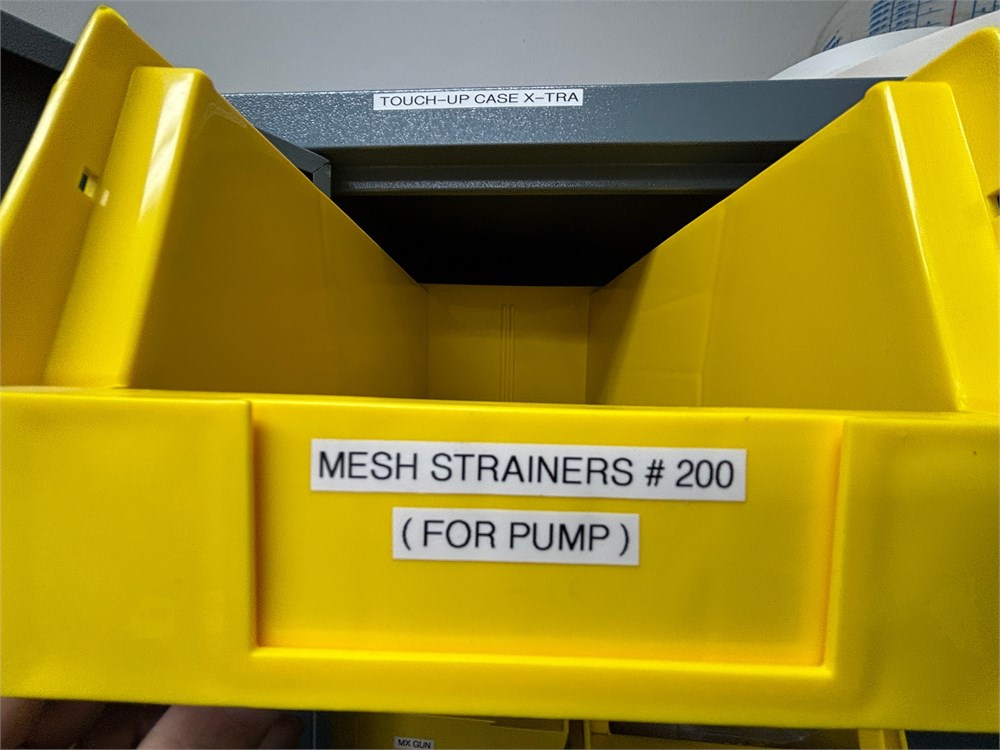 TOUCH-UP CASE X-TRA
MESH STRAINERS # 200
( FOR PUMP )
MX GUN